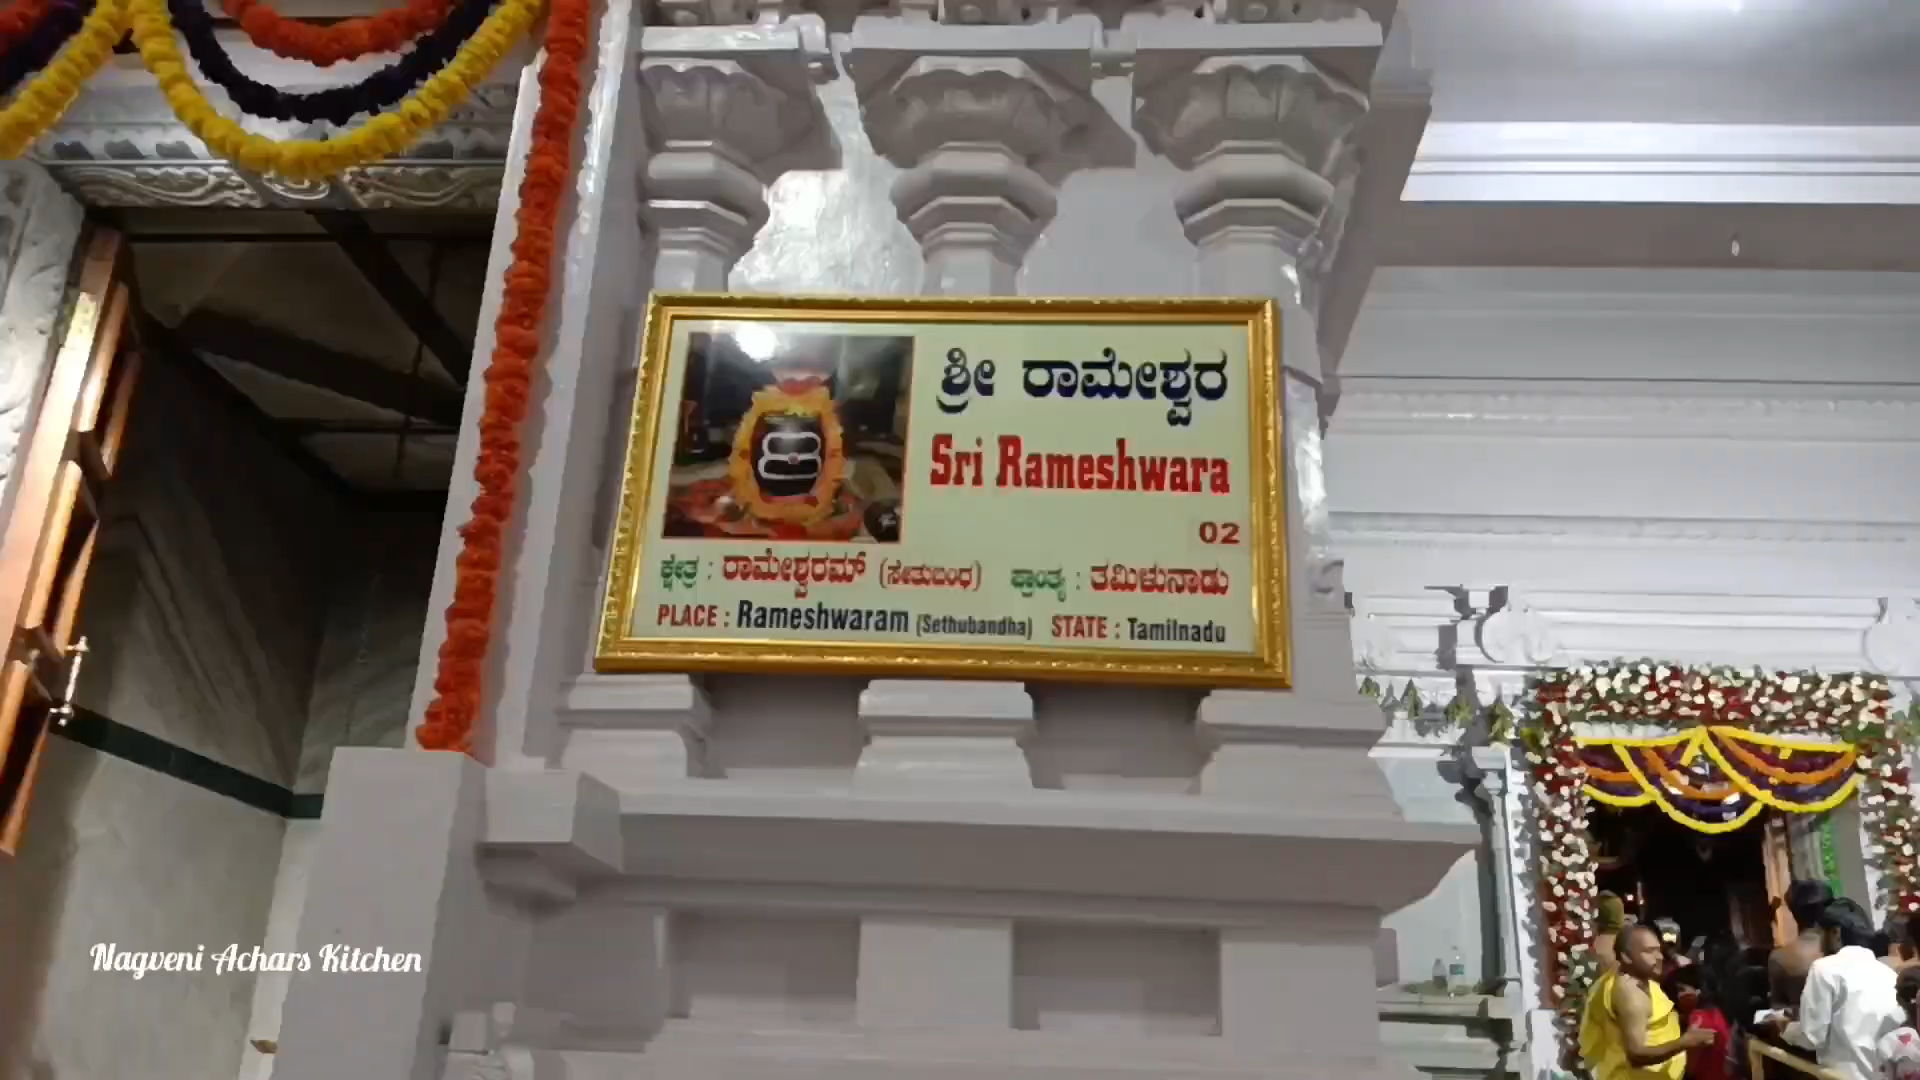 ಶ್ರೀ ರಾಮೇಶ್ವರ
Sri Rameshwara
02
ಕ್ಷೇತ್ರ : ರಾಮೇಶ್ವರಮ್ (ಸೇತುಬಂಧ) ಪ್ರಾಂತ್ಯ : ತಮಿಳುನಾಡು
PLACE : Rameshwaram (Sethubandha) STATE : Tamilnadu
Nagveni Achars Kitchen